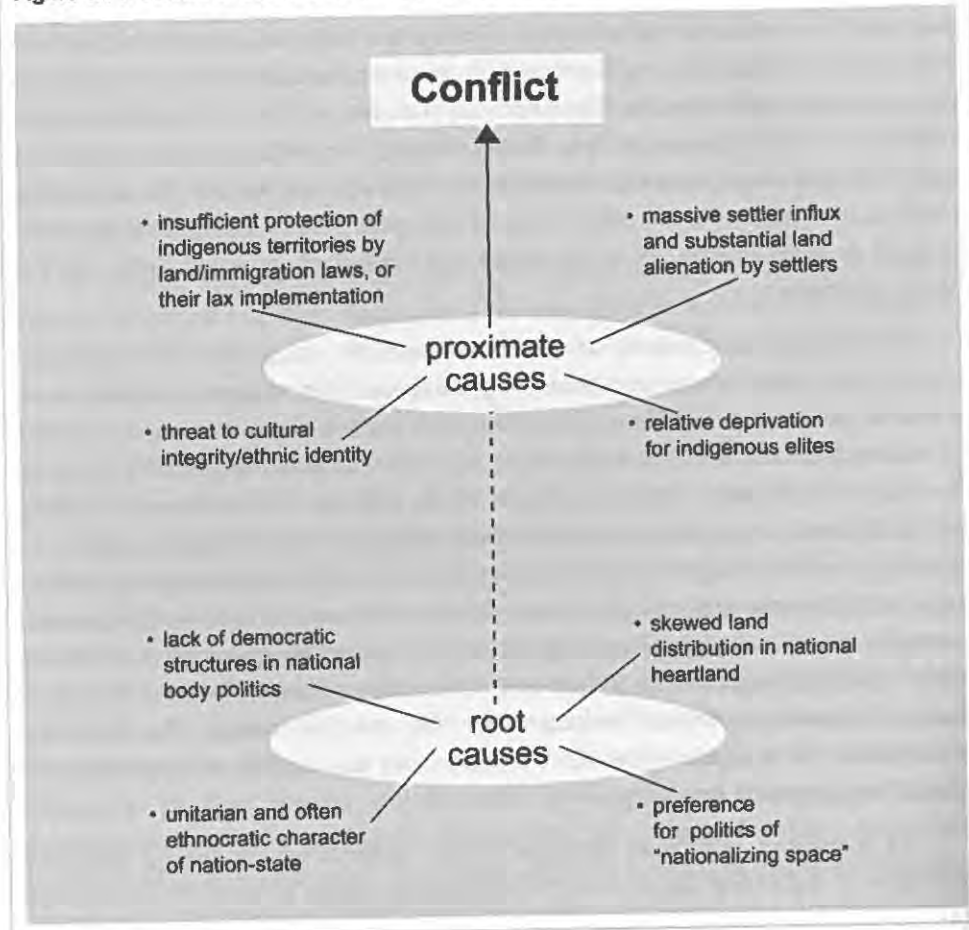 Conflict
• insufficient protection of
indigenous territories by
land/immigration laws, or
their lax implementation
• massive settler influx
and substantial land
alienation by settlers
proximate
causes
• threat to cultural
integrity/ethnic identity
• relative deprivation
for indigenous elites
• lack of democratic
structures in national
body politics
• skewed land
distribution in national
heartland
root
causes
• unitarian and often
ethnocratic character
of nation-state
• preference
for politics of
"nationalizing space"